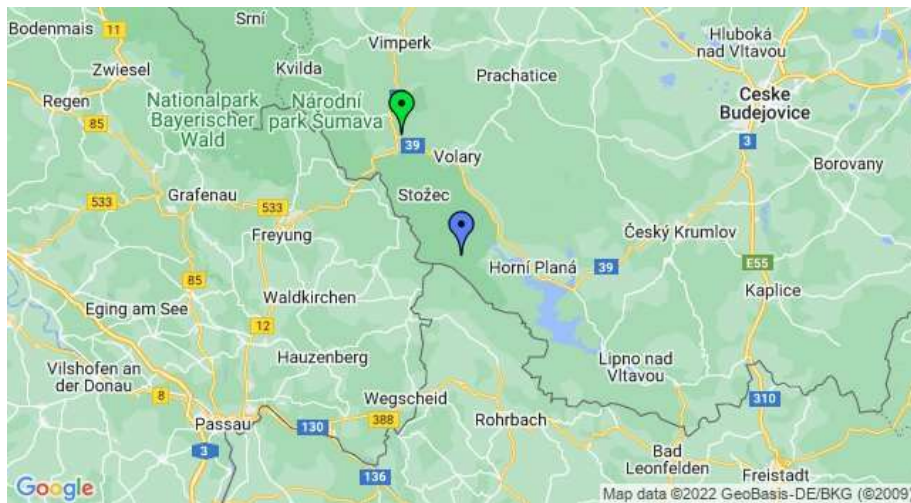 Srní
Bodenmais
11
Vimperk
Hluboká
nad Vltavou
Zwiesel
Kvilda
Prachatice
Regen
Nationalpark
Bayerischer
Wald
Národní
park Šumava
Ceske
Budejovice
85
39
3
Volary
Borovany
Stožec
Grafenau
533
533
Freyung
Český Krumlov
E55
Horní Planá
39
85
Waldkirchen
Kaplice
Eging am See
12
Hauzenberg
Lipno nad
Vltavou
Vilshofen an
der Donau
8
Wegscheid
310
Passau
388
Rohrbach
130
3
Bad
Leonfelden
136
Freistadt
Google
Map data ©2022 GeoBasis-DE/BKG (©2009